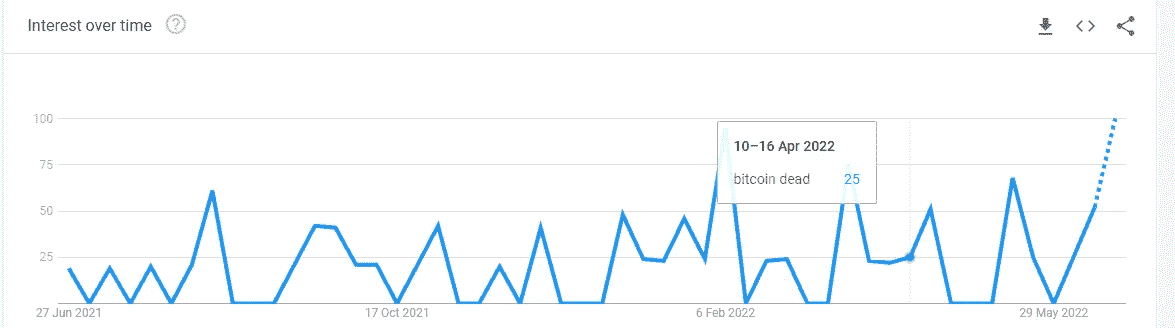 Interest over time ?
100
75
50
25
10–16 Apr 2022
bitcoin dead 25
27 Jun 2021 17 Oct 2021 6 Feb 2022 29 May 2022